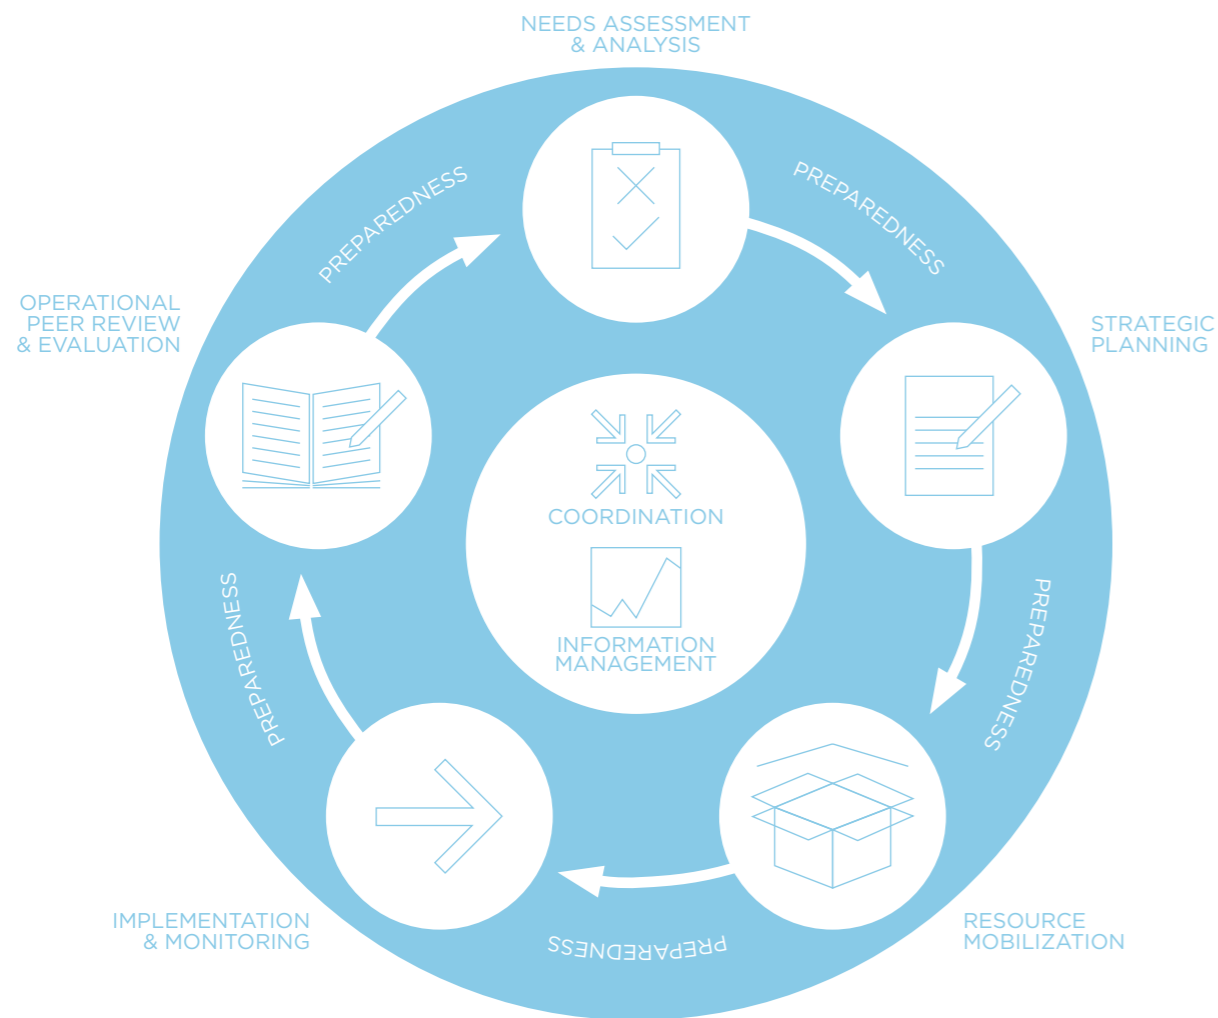 NEEDS ASSESSMENT
& ANALYSIS
PREPAREDNESS
PREPAREDNESS
OPERATIONAL
PEER REVIEW
& EVALUATION
STRATEGIC
PLANNING
COORDINATION
INFORMATION
MANAGEMENT
PREPAREDNESS
PREPAREDNESS
IMPLEMENTATION
& MONITORING
RESOURCE
MOBILIZATION
PREPAREDNESS